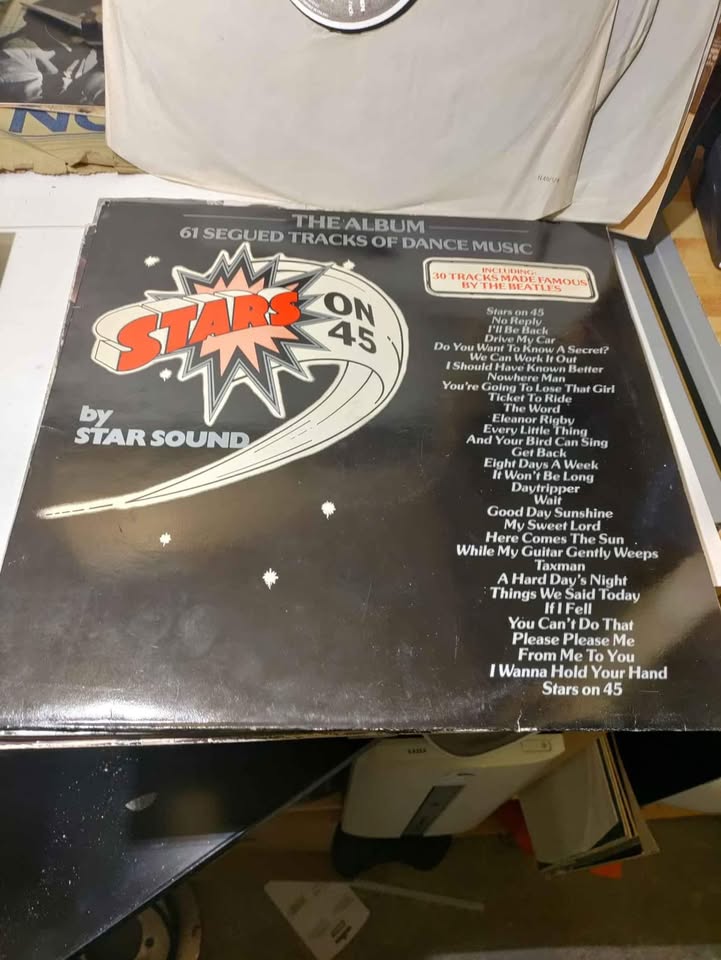 THE ALBUM
61 SEGUED TRACKS OF DANCE MUSIC
STARS
ON
45
by
STAR SOUND
INCLUDING:
30 TRACKS MADE FAMOUS
BY THE BEATLES
Stars on 45
No Reply
I'll Be Back
Drive My Car
Do You Want To Know A Secret?
We Can Work It Out
I Should Have Known Better
Nowhere Man
You're Going To Lose That Girl
Ticket To Ride
The Word
Eleanor Rigby
Every Little Thing
And Your Bird Can Sing
Get Back
Eight Days A Week
It Won't Be Long
Daytripper
Wait
Good Day Sunshine
My Sweet Lord
Here Comes The Sun
While My Guitar Gently Weeps
Taxman
A Hard Day's Night
Things We Said Today
If I Fell
You Can't Do That
Please Please Me
From Me To You
I Wanna Hold Your Hand
Stars on 45